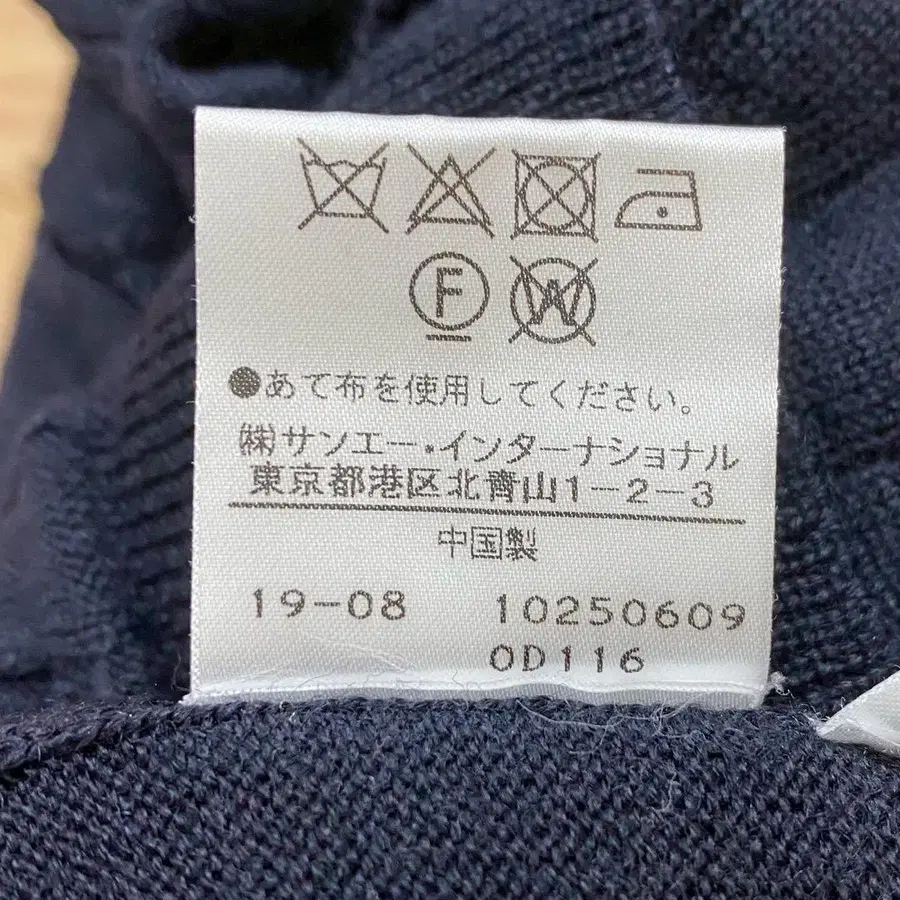 F W
●あて布を使用してください。
㈱サンエー・インターナショナル
東京都港区北青山1-2-3
中国製
19-08 10250609
0D116